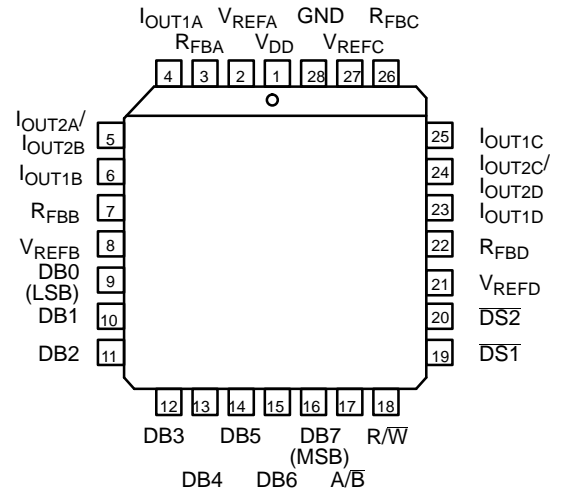 IOUT1A VREFA GND RFBC
RFBA VDD VREFC
4 3 2 1 28 27 26
IOUT2A/
IOUT2B
5
25
IOUT1C
IOUT1B
6
24
IOUT2C/
IOUT2D
RFBB
7
23
IOUT1D
VREFB
8
22
RFBD
DB0
(LSB)
9
21
VREFD
DB1
10
20
D̅S̅2̅
DB2
11
19
D̅S̅1̅
12 13 14 15 16 17 18
DB3 DB5 DB7 R/W̅
(MSB)
DB4 DB6 A/B̅